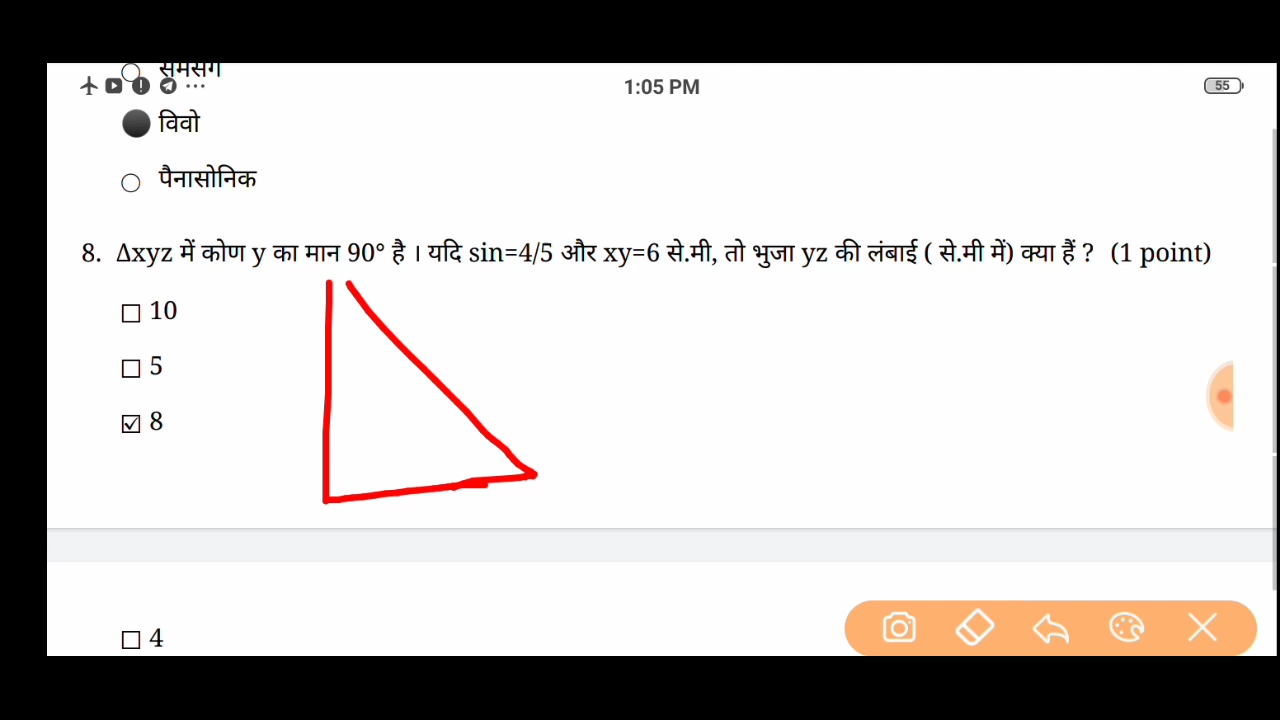 समसंग
1:05 PM
55
विवो
पैनासोनिक
8. Δxyz में कोण y का मान 90° है । यदि sin=4/5 और xy=6 से.मी, तो भुजा yz की लंबाई ( से.मी में) क्या हैं ? (1 point)
10
5
8
4